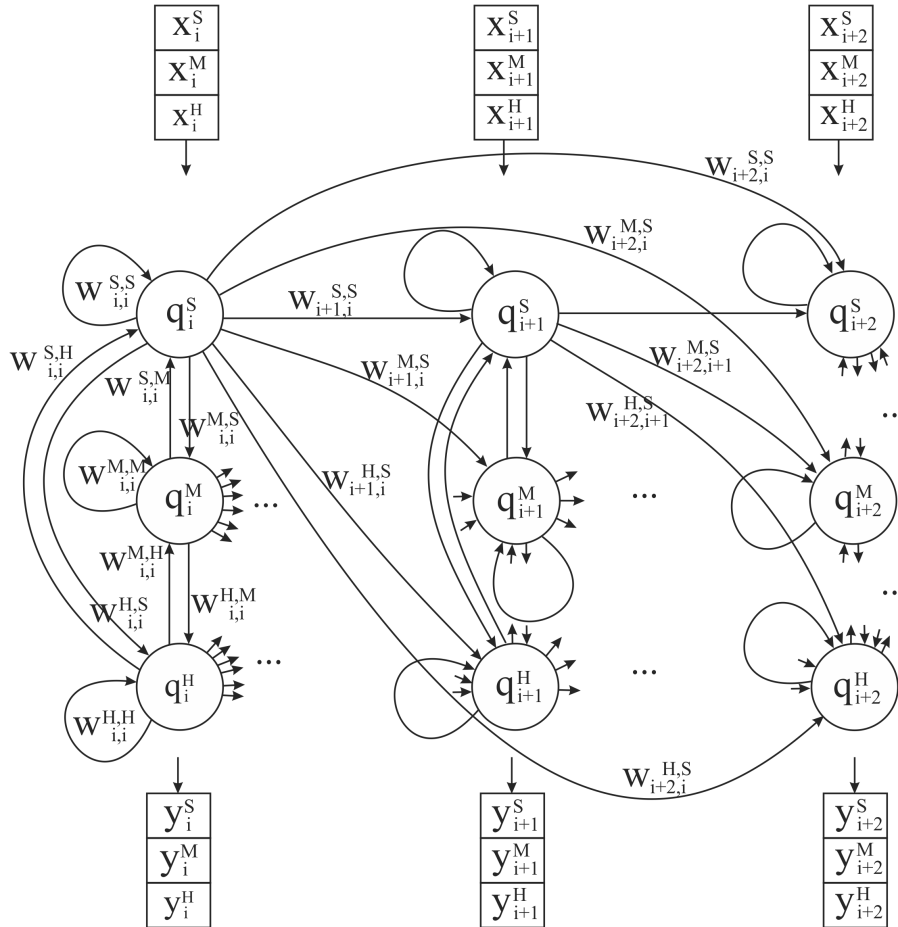 x_i^S x_{i+1}^S x_{i+2}^S
x_i^M x_{i+1}^M x_{i+2}^M
x_i^H x_{i+1}^H x_{i+2}^H
w_{i+2,i}^{S,S}
w_{i+2,i}^{M,S}
w_{i,i}^{S,S} w_{i+1,i}^{S,S}
q_i^S q_{i+1}^S q_{i+2}^S
w_{i,i}^{S,H} w_{i+1,i}^{M,S} w_{i+2,i+1}^{M,S}
w_{i,i}^{S,M}
w_{i,i}^{M,S} w_{i+2,i+1}^{H,S} ..
w_{i,i}^{M,M} w_{i+1,i}^{H,S}
q_i^M ... q_{i+1}^M ... q_{i+2}^M
w_{i,i}^{M,H}
w_{i,i}^{H,S} w_{i,i}^{H,M} ..
... ...
q_i^H q_{i+1}^H q_{i+2}^H
w_{i,i}^{H,H}
w_{i+2,i}^{H,S}
y_i^S y_{i+1}^S y_{i+2}^S
y_i^M y_{i+1}^M y_{i+2}^M
y_i^H y_{i+1}^H y_{i+2}^H